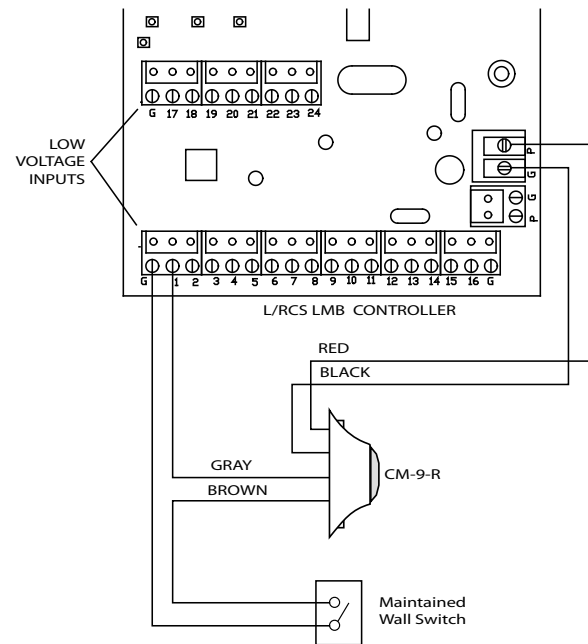 G 17 18 19 20 21 22 23 24
LOW
VOLTAGE
INPUTS
P
G
G
P
G 1 2 3 4 5 6 7 8 9 10 11 12 13 14 15 16 G
L/RCS LMB CONTROLLER
RED
BLACK
GRAY
BROWN
CM-9-R
Maintained
Wall Switch